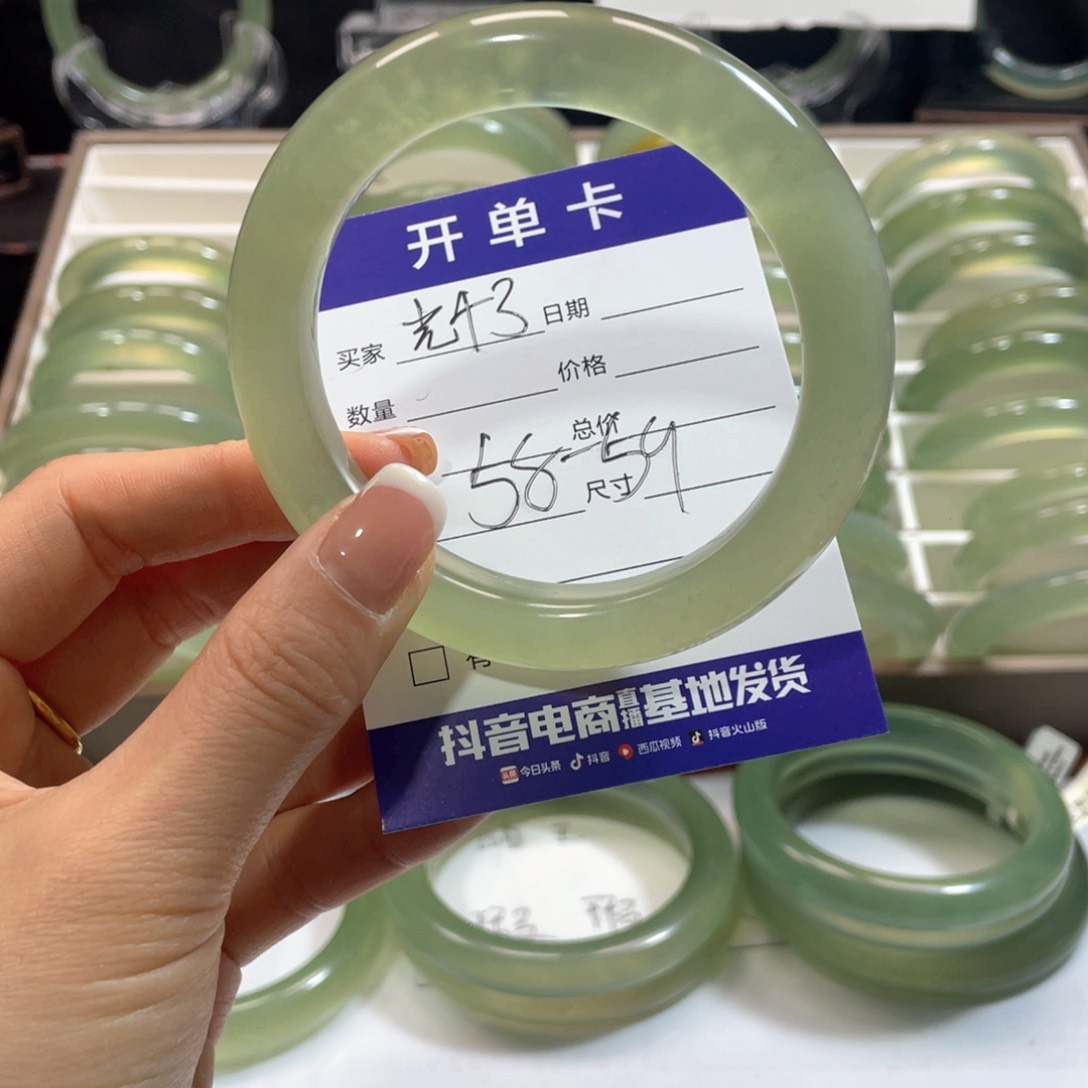 开单卡
买家 光43 日期
数量 价格
总价
58-59
尺寸
抖音电商直播基地发货
今日头条 抖音 西瓜视频 抖音火山版